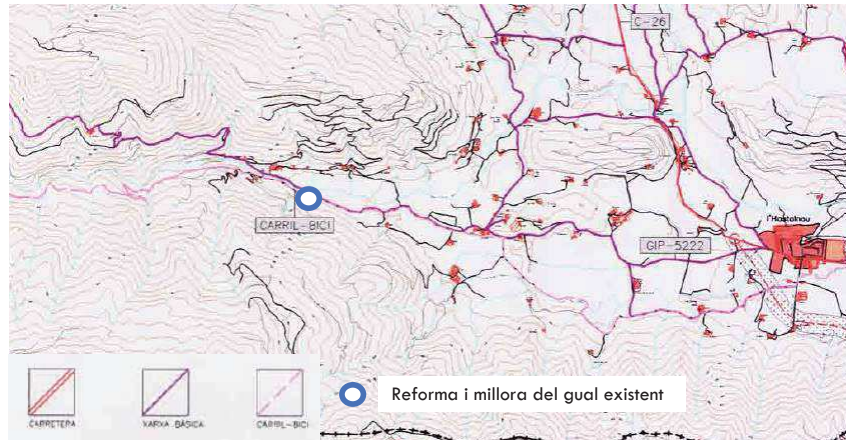 C-26
l'Hostalnou
CARRIL-BICI
GIP-5222
Reforma i millora del gual existent
CARRETERA
XARXA BÀSICA
CARRIL-BICI